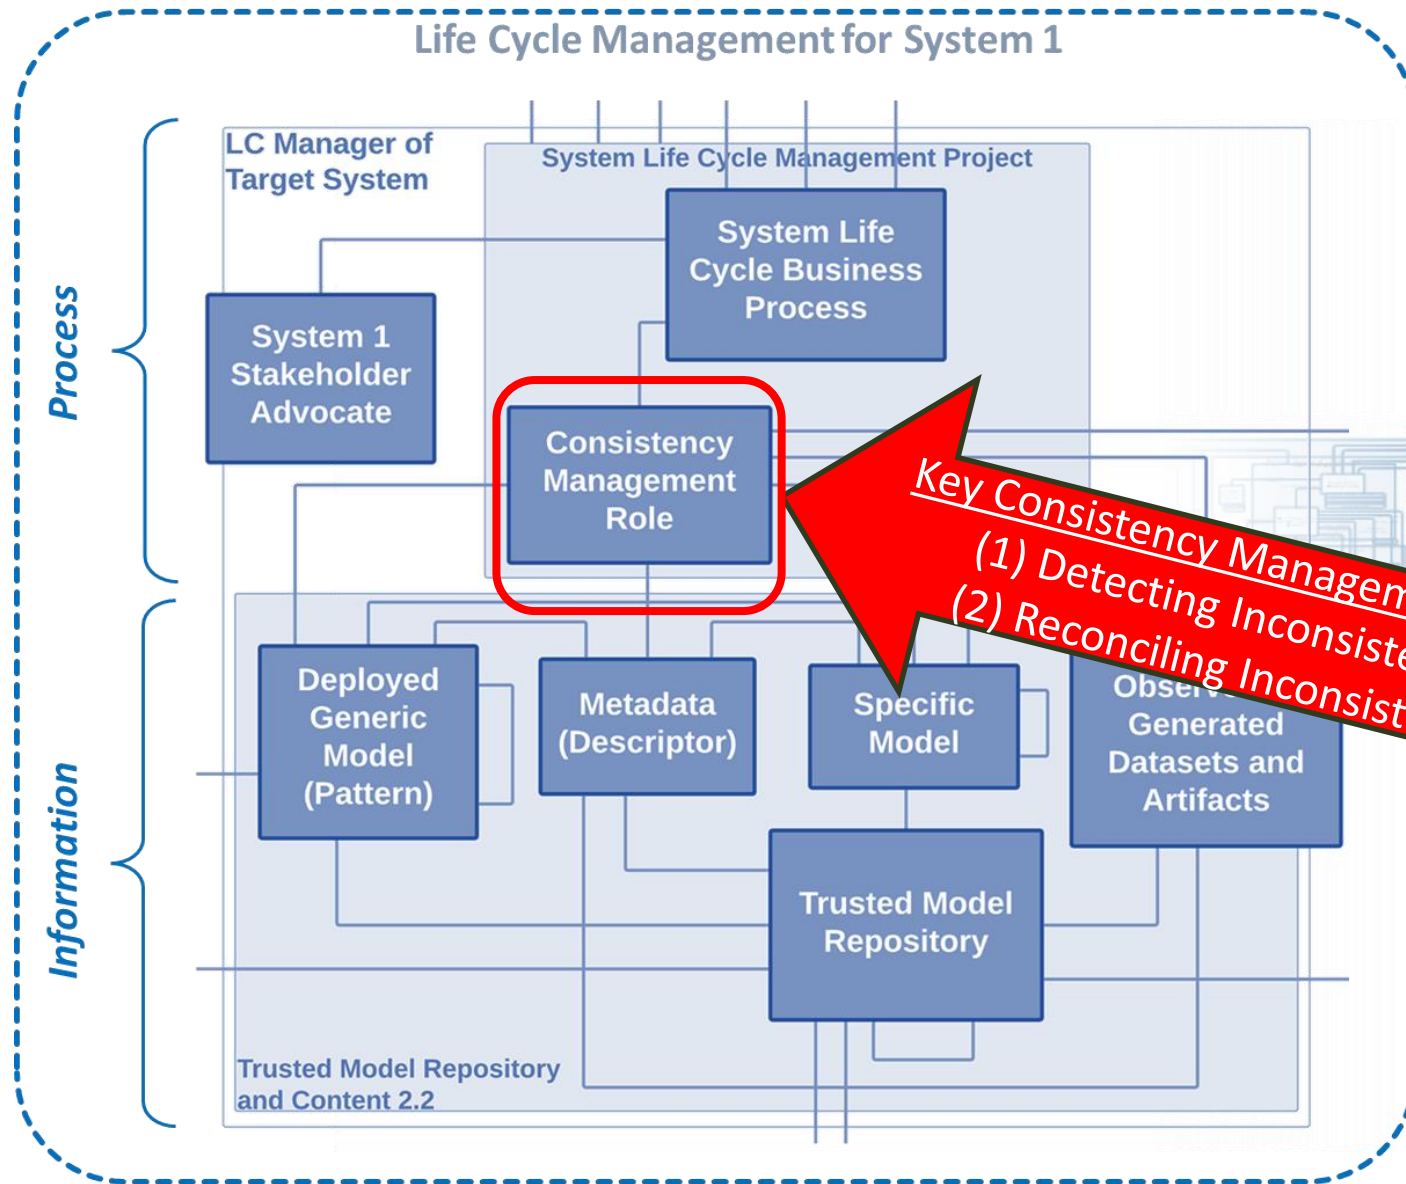 Life Cycle Management for System 1
LC Manager of
Target System
System Life Cycle Management Project
System Life
Cycle Business
Process
Process
System 1
Stakeholder
Advocate
Consistency
Management
Role
Key Consistency Managem
(1) Detecting Inconsiste
(2) Reconciling Inconsist
Information
Deployed
Generic
Model
(Pattern)
Metadata
(Descriptor)
Specific
Model
Generated
Datasets and
Artifacts
Trusted Model
Repository
Trusted Model Repository
and Content 2.2